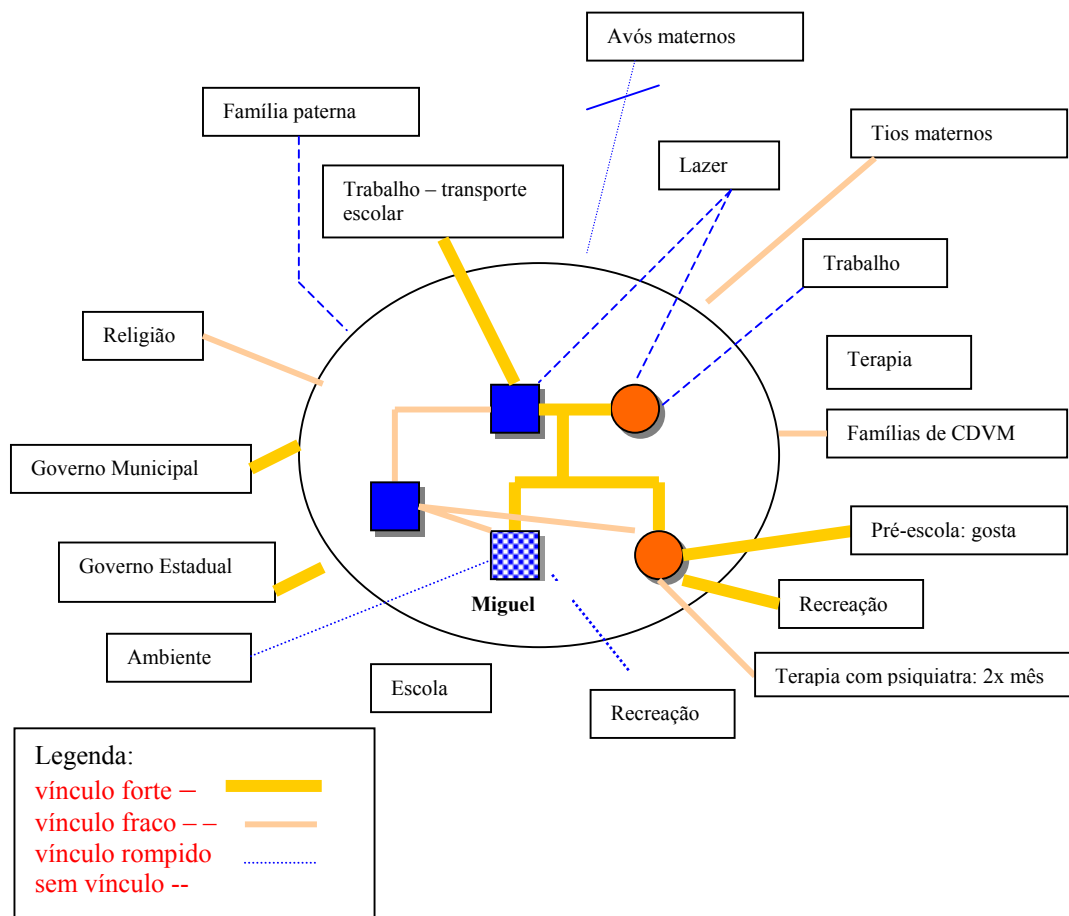 Avós maternos
Família paterna
Tios maternos
Lazer
Trabalho – transporte
escolar
Trabalho
Religião
Terapia
Famílias de CDVM
Governo Municipal
Pré-escola: gosta
Governo Estadual
Miguel
Recreação
Ambiente
Escola
Terapia com psiquiatra: 2x mês
Recreação
Legenda:
vínculo forte –
vínculo fraco – –
vínculo rompido
sem vínculo --